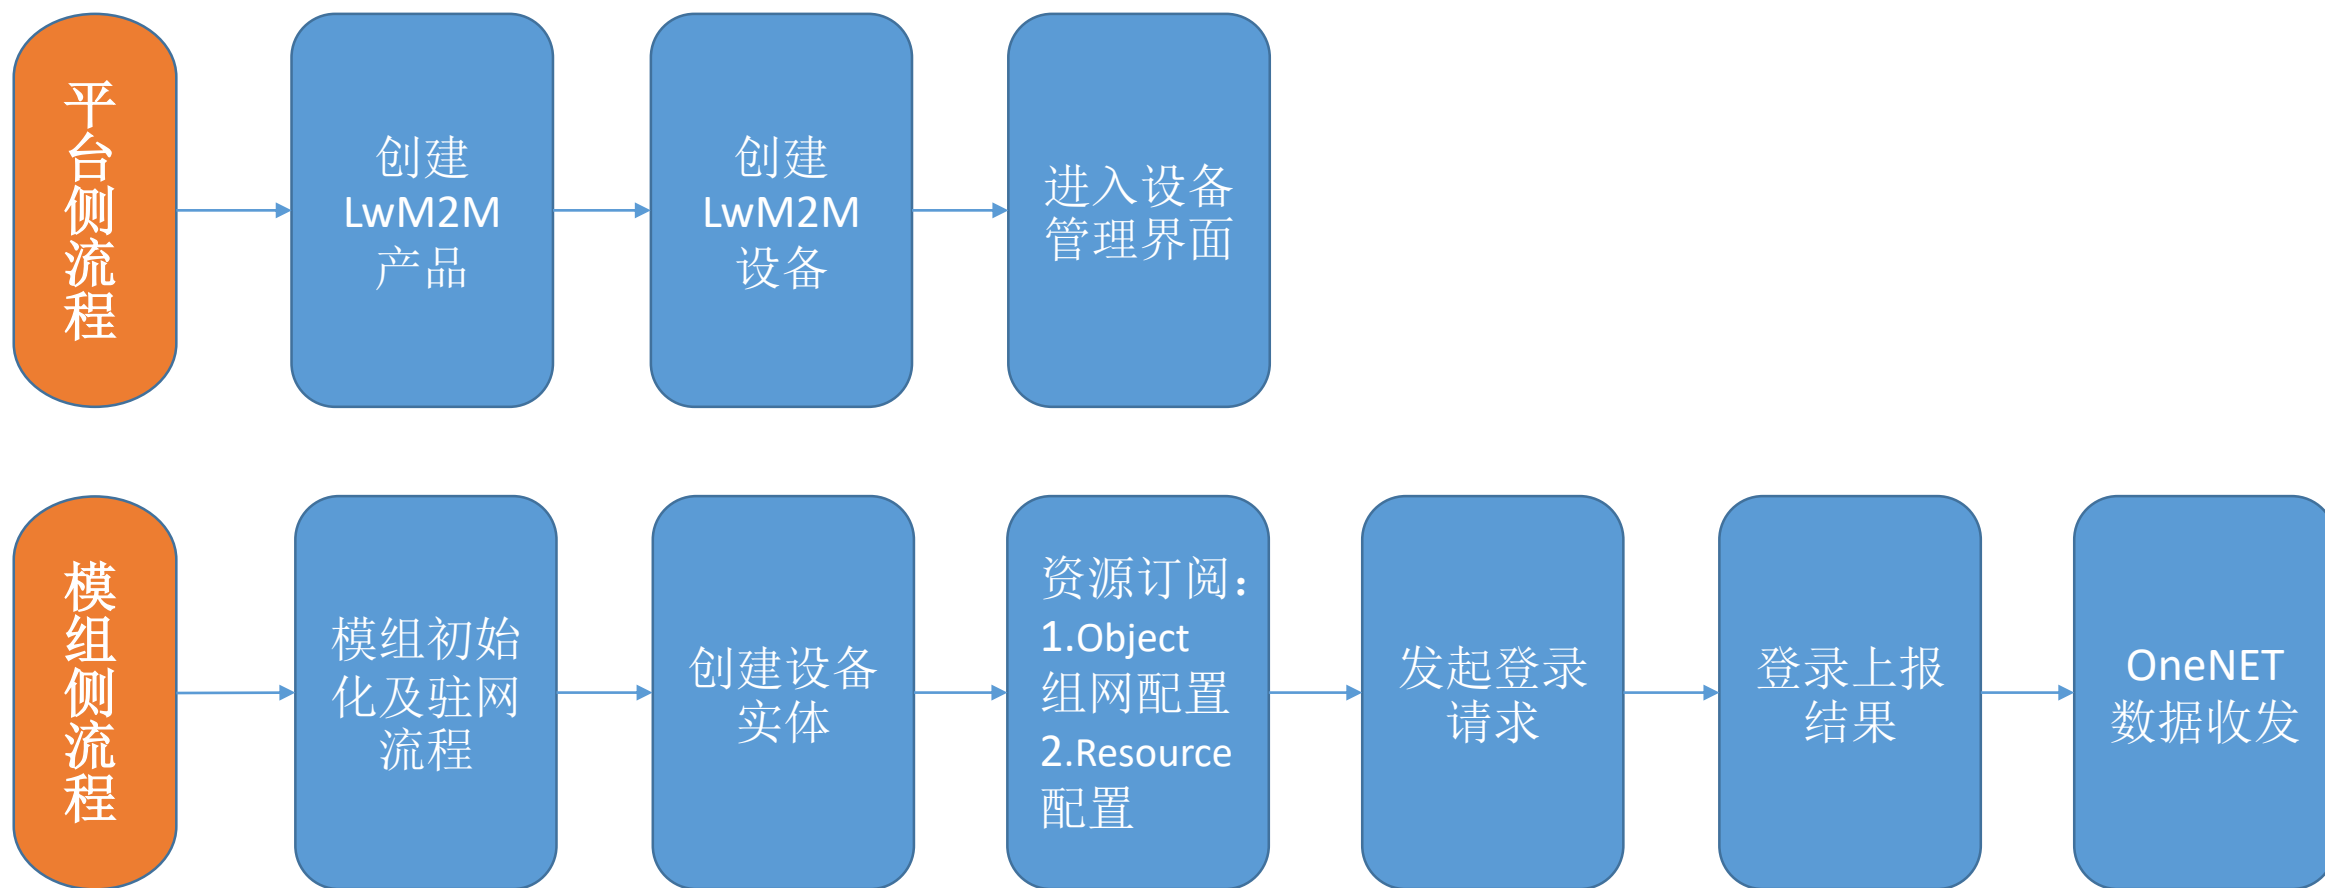 平台侧流程
创建
LwM2M
产品
创建
LwM2M
设备
进入设备
管理界面
模组侧流程
模组初始
化及驻网
流程
创建设备
实体
资源订阅：
1.Object
组网配置
2.Resource
配置
发起登录
请求
登录上报
结果
OneNET
数据收发